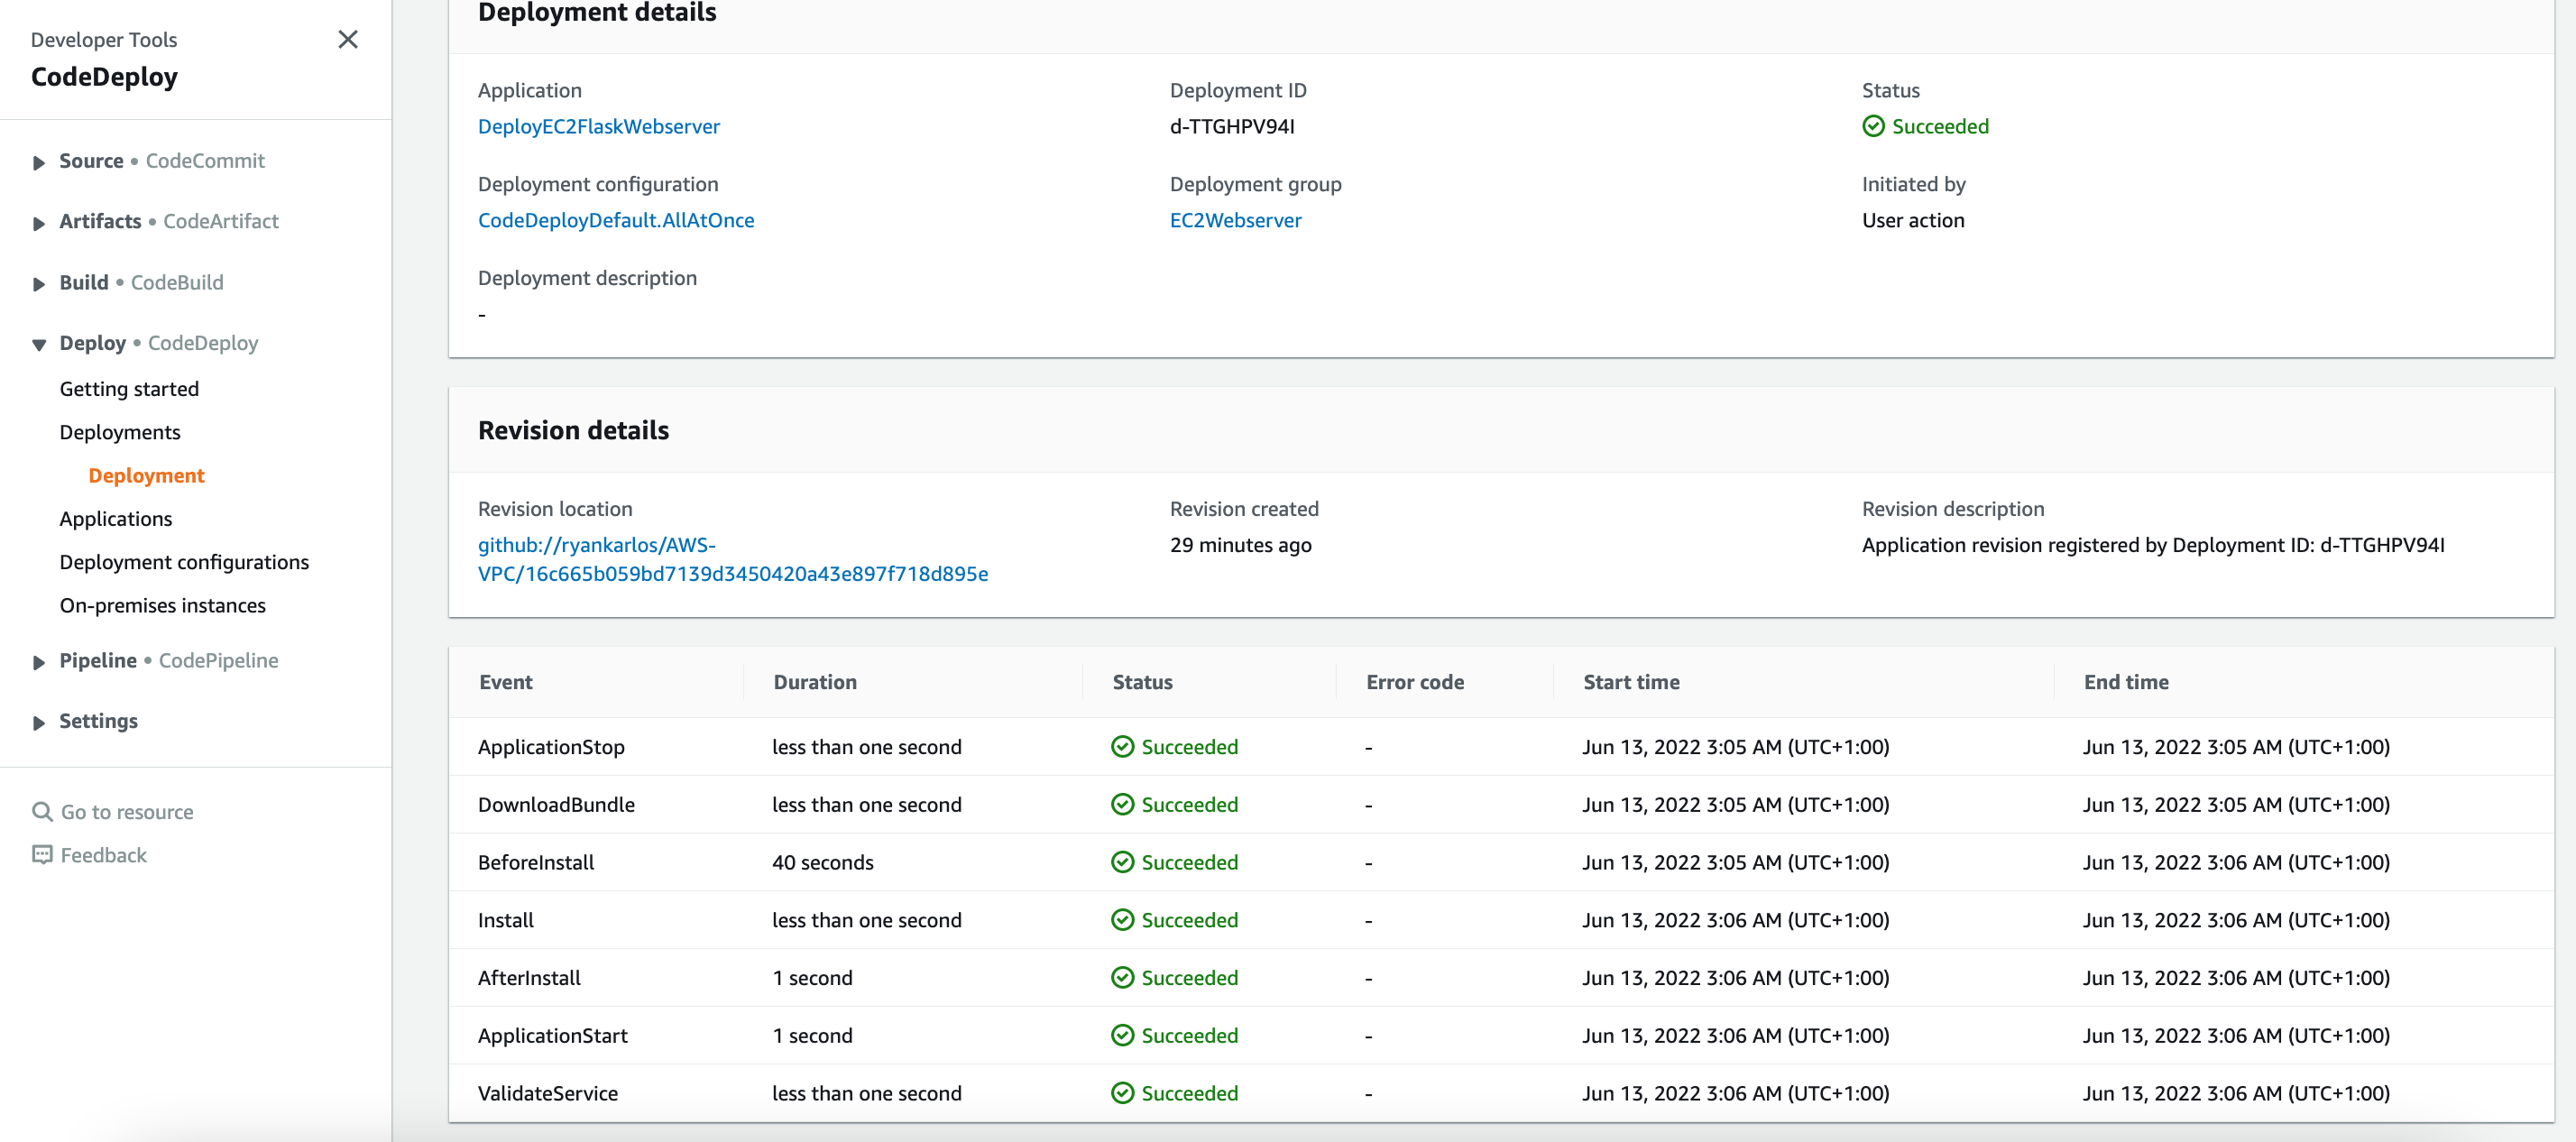 Developer Tools
CodeDeploy
Source • CodeCommit
Artifacts • CodeArtifact
Build • CodeBuild
Deploy • CodeDeploy
Getting started
Deployments
Deployment
Applications
Deployment configurations
On-premises instances
Pipeline • CodePipeline
Settings
Go to resource
Feedback
Deployment details
Application
DeployEC2FlaskWebserver
Deployment ID
d-TTGHPV94I
Status
Succeeded
Deployment configuration
CodeDeployDefault.AllAtOnce
Deployment group
EC2Webserver
Initiated by
User action
Deployment description
-
Revision details
Revision location
github://ryankarlos/AWS-
VPC/16c665b059bd7139d3450420a43e897f718d895e
Revision created
29 minutes ago
Revision description
Application revision registered by Deployment ID: d-TTGHPV94I
Event Duration Status Error code Start time End time
ApplicationStop less than one second Succeeded - Jun 13, 2022 3:05 AM (UTC+1:00) Jun 13, 2022 3:05 AM (UTC+1:00)
DownloadBundle less than one second Succeeded - Jun 13, 2022 3:05 AM (UTC+1:00) Jun 13, 2022 3:05 AM (UTC+1:00)
BeforeInstall 40 seconds Succeeded - Jun 13, 2022 3:05 AM (UTC+1:00) Jun 13, 2022 3:06 AM (UTC+1:00)
Install less than one second Succeeded - Jun 13, 2022 3:06 AM (UTC+1:00) Jun 13, 2022 3:06 AM (UTC+1:00)
AfterInstall 1 second Succeeded - Jun 13, 2022 3:06 AM (UTC+1:00) Jun 13, 2022 3:06 AM (UTC+1:00)
ApplicationStart 1 second Succeeded - Jun 13, 2022 3:06 AM (UTC+1:00) Jun 13, 2022 3:06 AM (UTC+1:00)
ValidateService less than one second Succeeded - Jun 13, 2022 3:06 AM (UTC+1:00) Jun 13, 2022 3:06 AM (UTC+1:00)